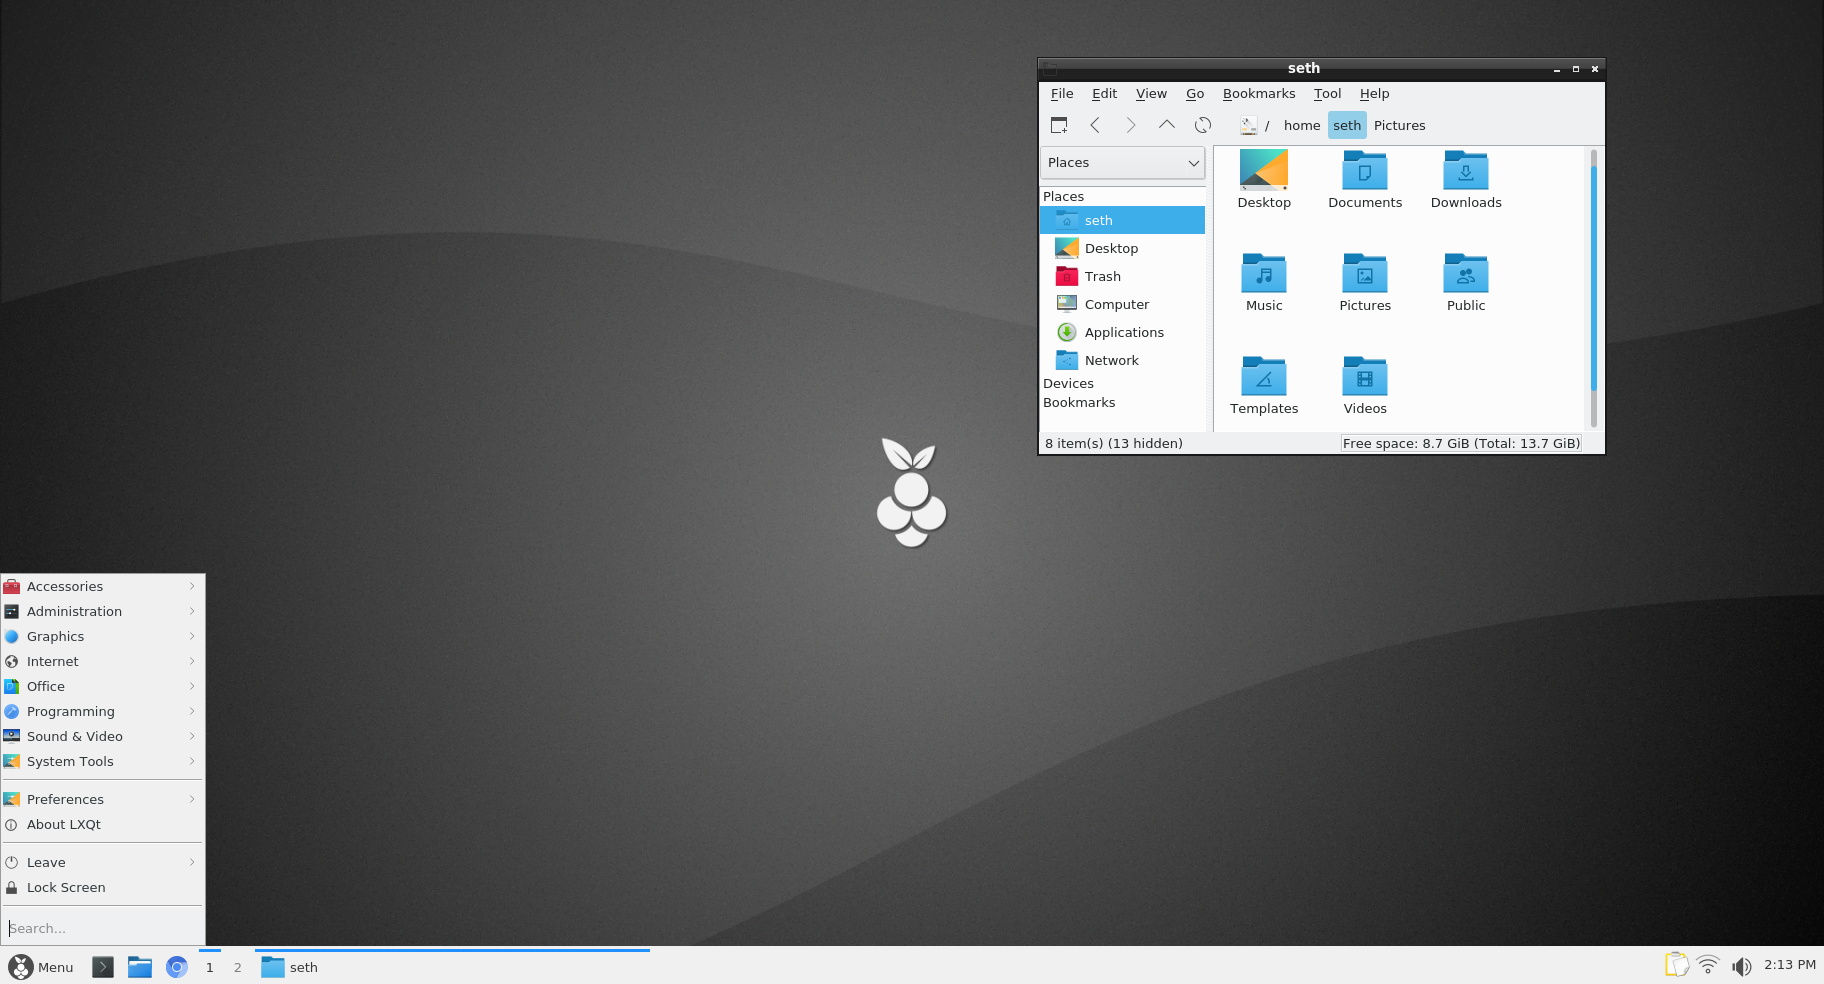 seth
File Edit View Go Bookmarks Tool Help
/ home seth Pictures
Places
Places
seth
Desktop
Trash
Computer
Applications
Network
Devices
Bookmarks
Desktop Documents Downloads
Music Pictures Public
Templates Videos
8 item(s) (13 hidden) Free space: 8.7 GiB (Total: 13.7 GiB)
Accessories
Administration
Graphics
Internet
Office
Programming
Sound & Video
System Tools
Preferences
About LXQt
Leave
Lock Screen
Search...
Menu 1 2 seth 2:13 PM